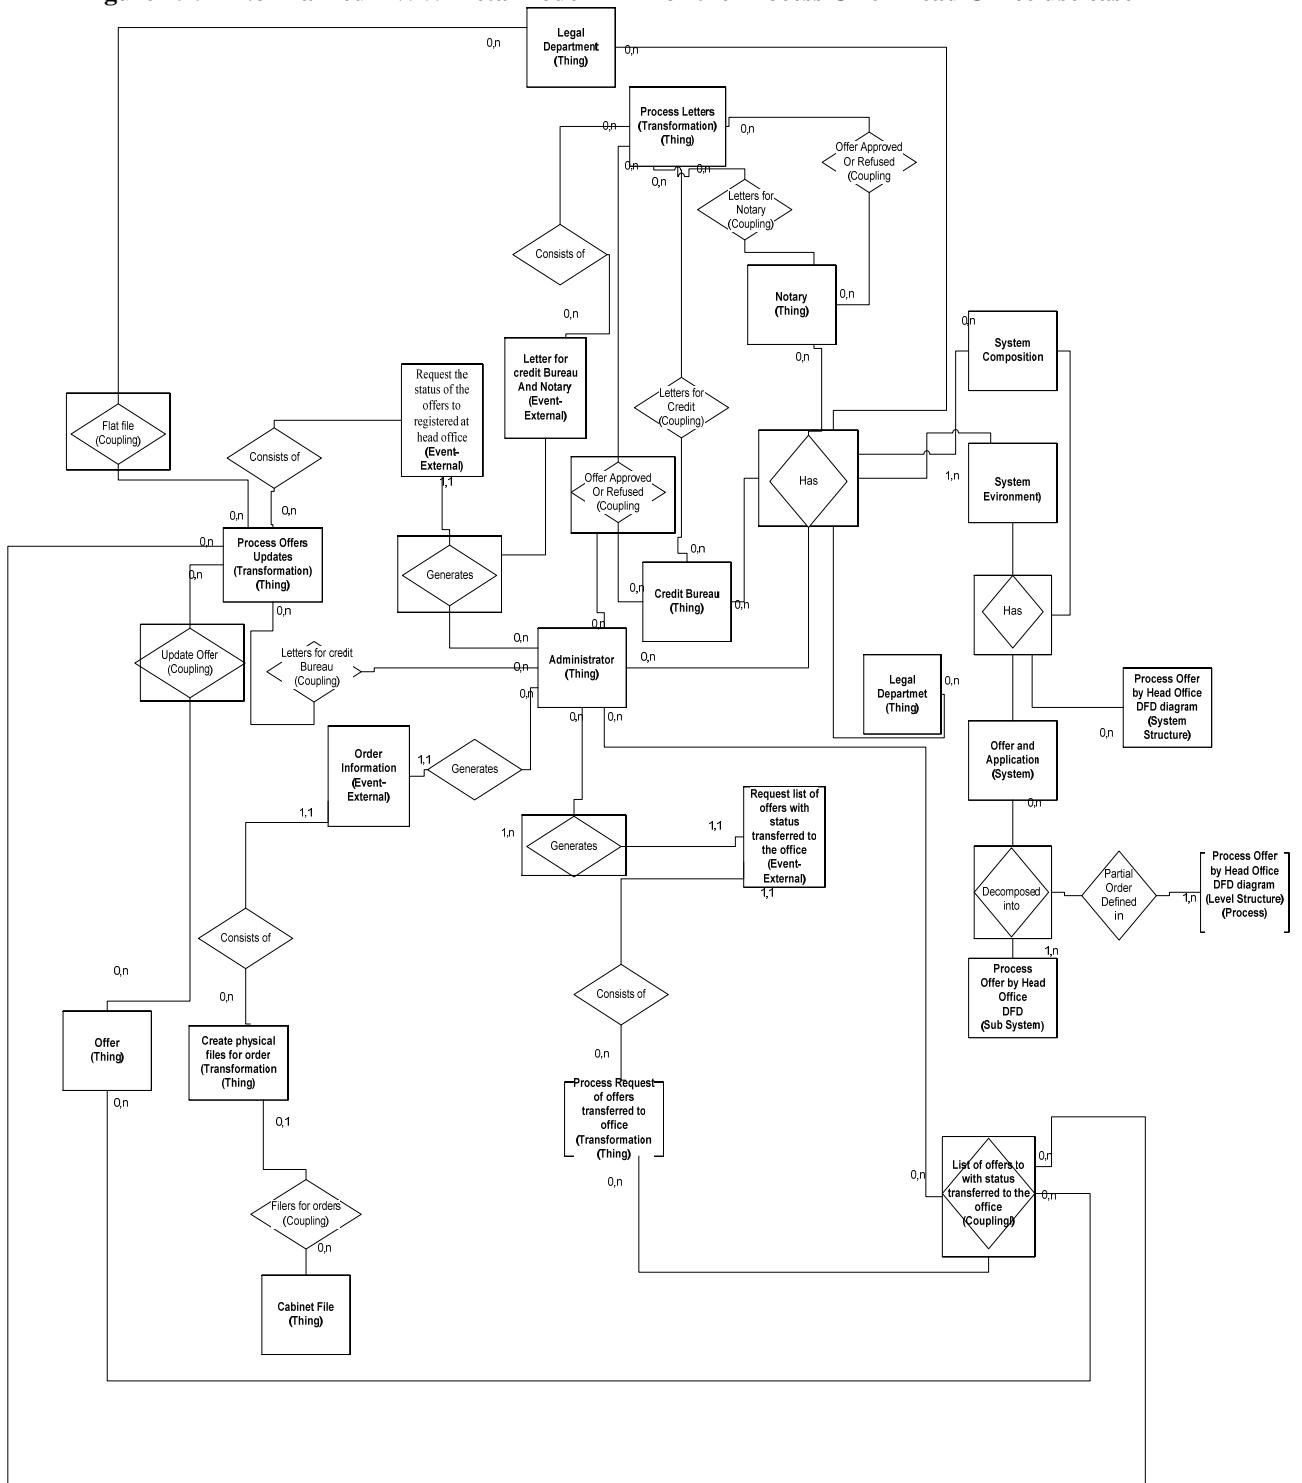 Legal
Department
(Thing)
0,n
0,n
Process Letters
(Transformation)
(Thing)
0,n
0,n
0,n
0,n
0,n
Offer Approved
Or Refused
(Coupling
Letters for
Notary
(Coupling)
Consists of
Notary
(Thing)
0,n
0,n
0,n
System
Composition
0,n
Letter for
credit Bureau
And Notary
(Event-
External)
Request the
status of the
offers to
registered at
head office
(Event-
External)
1,1
Letters for
Credit
(Coupling)
Flat file
(Coupling)
Consists of
0,n
0,n
Offer Approved
Or Refused
(Coupling
Has
1,n
System
Evironment)
Process Offers
Updates
(Transformation)
(Thing)
0,n
0,n
0,n
Generates
0,n
Credit Bureau
(Thing)
0,n
0,n
Has
0,n
Update Offer
(Coupling)
Letters for credit
Bureau
(Coupling)
Administrator
(Thing)
0,n
0,n
0,n
0,n
0,n
0,n
Legal
Departmet
(Thing)
0,n
Process Offer
by Head Office
DFD diagram
(System
Structure)
0,n
Order
Information
(Event-
External)
1,1
Generates
1,1
Offer and
Application
(System)
0,n
Request list of
offers with
status
transferred to
the office
(Event-
External)
1,1
1,1
1,n
Generates
Decomposed
into
Partial
Order
Defined
in
1,n
Process Offer
by Head Office
DFD diagram
(Level Structure)
(Process)
1,n
Process
Offer by Head
Office
DFD
(Sub System)
Consists of
0,n
0,n
Consists of
0,n
Offer
(Thing)
0,n
Create physical
files for order
(Transformation
(Thing)
0,1
Process Request
of offers
transferred to
office
(Transformation
(Thing)
0,n
List of offers to
with status
transferred to the
office
(Coupling)
0,n
0,n
0,n
Filers for orders
(Coupling)
0,n
Cabinet File
(Thing)